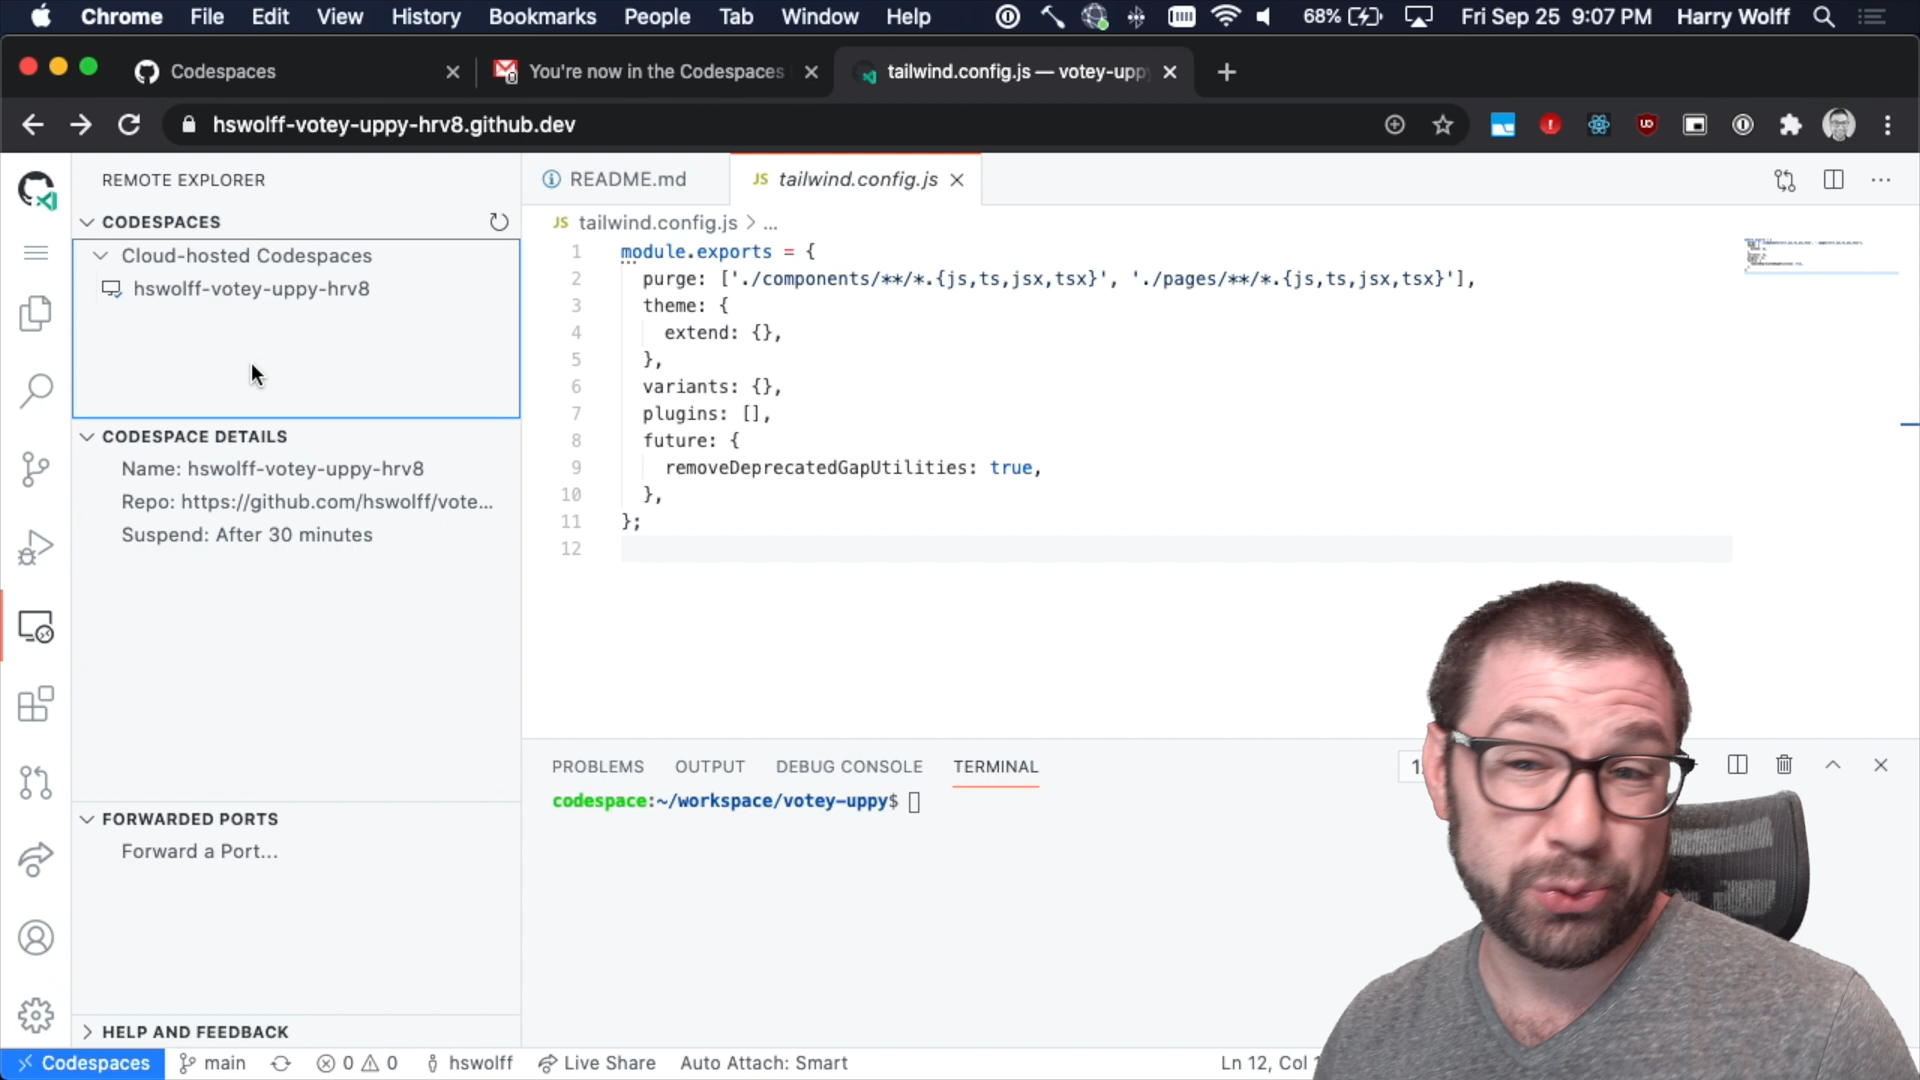 Chrome File Edit View History Bookmarks People Tab Window Help 68% Fri Sep 25 9:07 PM Harry Wolff
Codespaces
You're now in the Codespaces
tailwind.config.js — votey-upp
hswolff-votey-uppy-hrv8.github.dev
REMOTE EXPLORER
CODESPACES
Cloud-hosted Codespaces
hswolff-votey-uppy-hrv8
CODESPACE DETAILS
Name: hswolff-votey-uppy-hrv8
Repo: https://github.com/hswolff/vote...
Suspend: After 30 minutes
FORWARDED PORTS
Forward a Port...
HELP AND FEEDBACK
README.md
JS tailwind.config.js
JS tailwind.config.js > ...
1 module.exports = {
2 purge: ['./components/**/*.{js,ts,jsx,tsx}', './pages/**/*.{js,ts,jsx,tsx}'],
3 theme: {
4 extend: {},
5 },
6 variants: {},
7 plugins: [],
8 future: {
9 removeDeprecatedGapUtilities: true,
10 },
11 };
12
PROBLEMS OUTPUT DEBUG CONSOLE TERMINAL
codespace:~/workspace/votey-uppy$
Codespaces main 0 0 hswolff Live Share Auto Attach: Smart Ln 12, Col